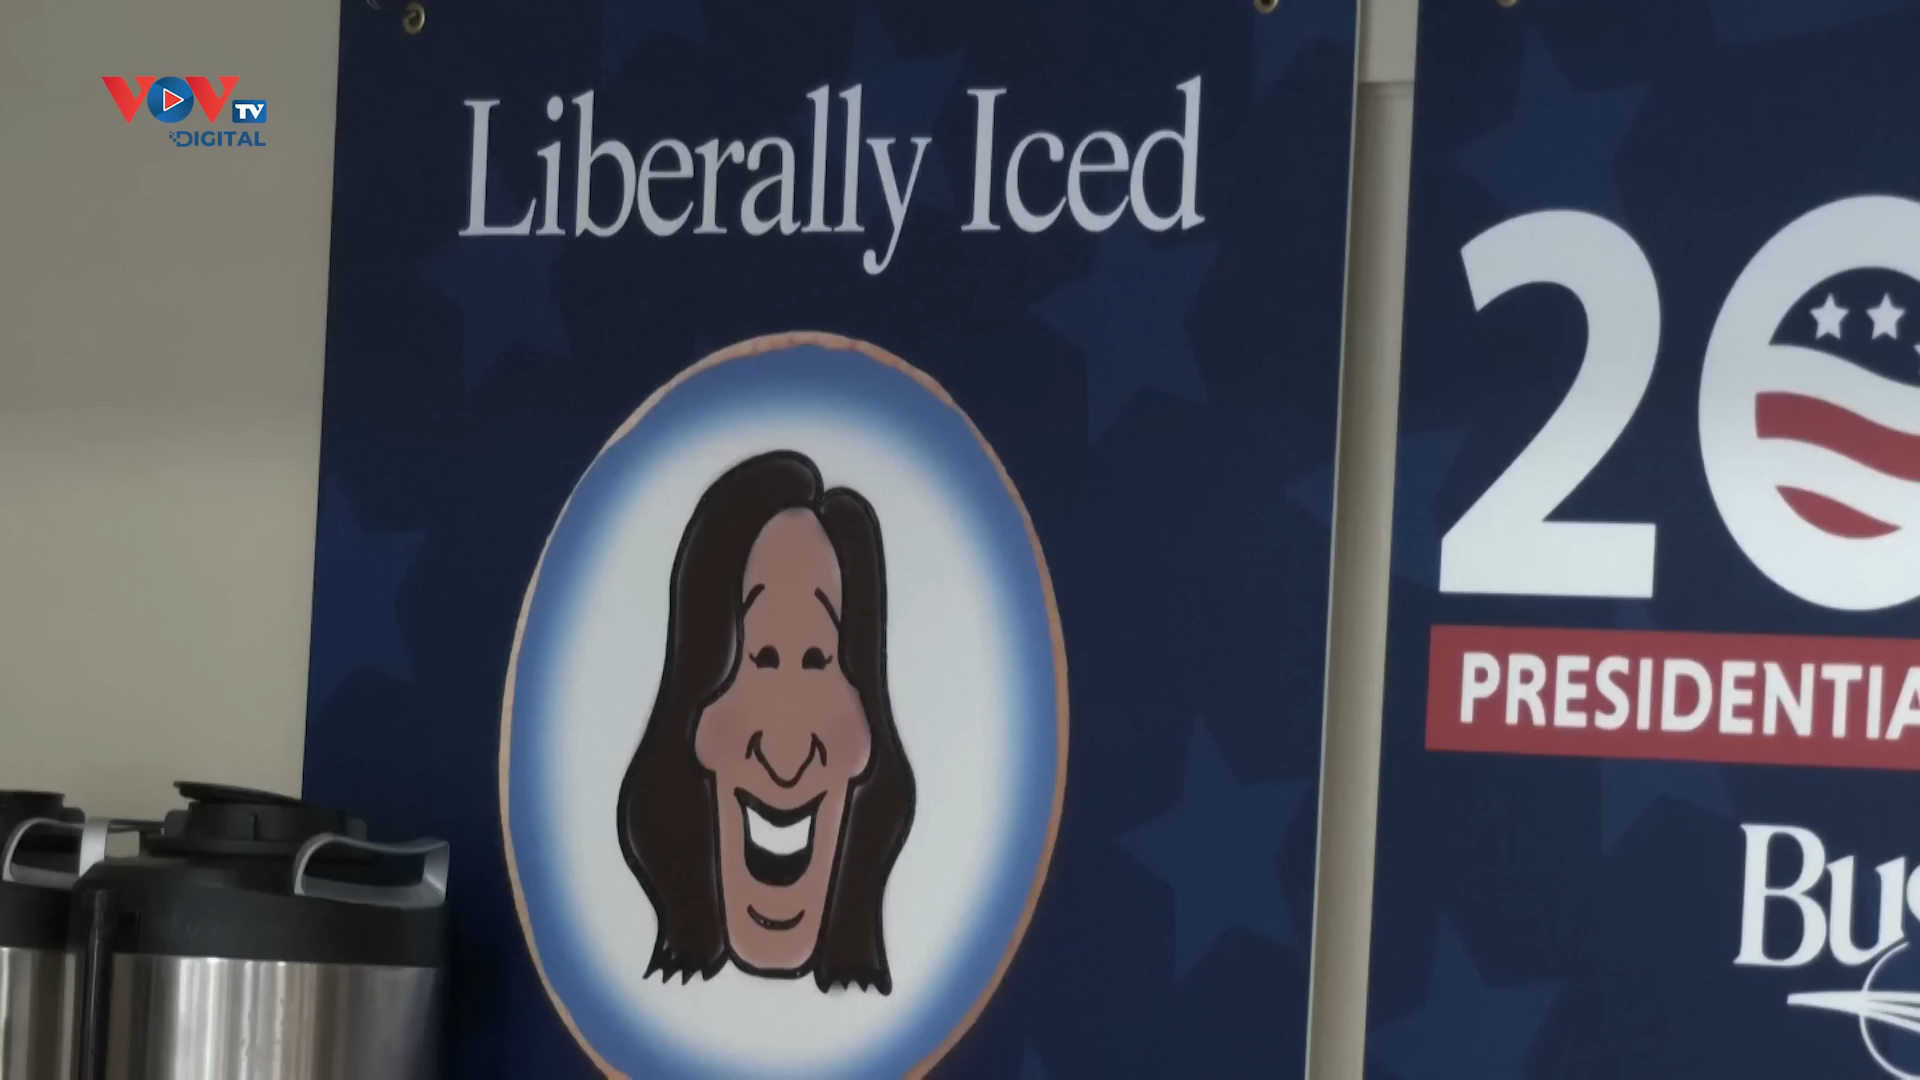 VOV TV
DIGITAL
Liberally Iced
20
PRESIDENTIA
Bu